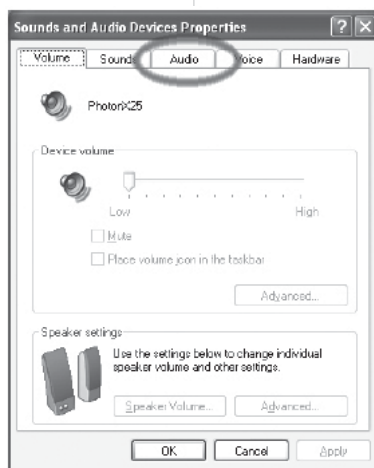 Sounds and Audio Devices Properties
Volume Sounds Audio Voice Hardware
PhotonX25
Device volume
Low High
Mute
Place volume icon in the taskbar
Advanced...
Speaker settings
Use the settings below to change individual
speaker volume and other settings.
Speaker Volume... Advanced...
OK Cancel Apply